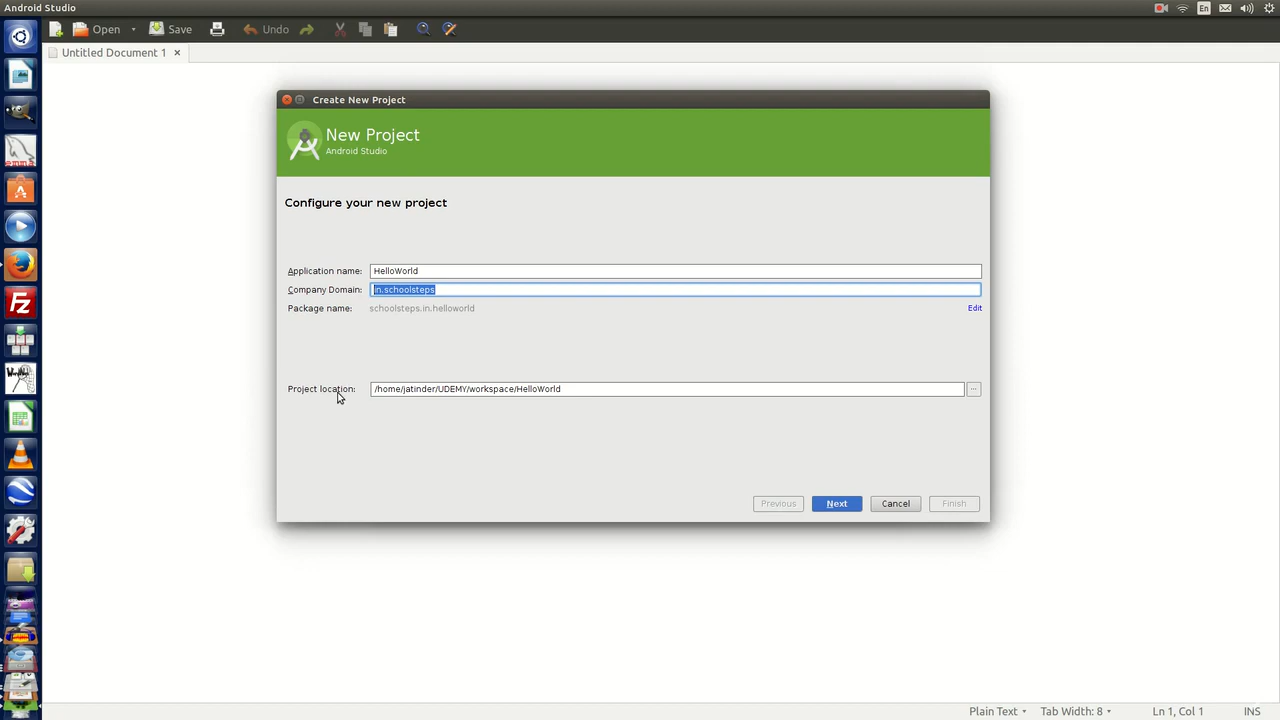 Android Studio
En
Open
Save
Undo
Untitled Document 1
Create New Project
New Project
Android Studio
Configure your new project
Application name: HelloWorld
Company Domain: in.schoolsteps
Package name: schoolsteps.in.helloworld Edit
Project location: /home/jatinder/UDEMY/workspace/HelloWorld ...
Previous Next Cancel Finish
Plain Text Tab Width: 8 Ln 1, Col 1 INS